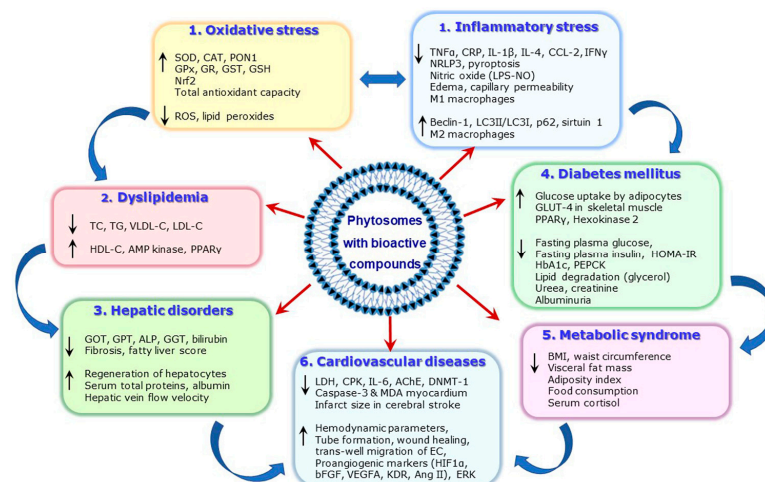 1. Oxidative stress
SOD, CAT, PON1
GPx, GR, GST, GSH
Nrf2
Total antioxidant capacity
ROS, lipid peroxides
1. Inflammatory stress
TNFα, CRP, IL-1β, IL-4, CCL-2, IFNγ
NRLP3, pyroptosis
Nitric oxide (LPS-NO)
Edema, capillary permeability
M1 macrophages
Beclin-1, LC3II/LC3I, p62, sirtuin 1
M2 macrophages
2. Dyslipidemia
TC, TG, VLDL-C, LDL-C
HDL-C, AMP kinase, PPARγ
Phytosomes
with bioactive
compounds
4. Diabetes mellitus
Glucose uptake by adipocytes
GLUT-4 in skeletal muscle
PPARγ, Hexokinase 2
Fasting plasma glucose,
Fasting plasma insulin, HOMA-IR
HbA1c, PEPCK
Lipid degradation (glycerol)
Ureea, creatinine
Albuminuria
3. Hepatic disorders
GOT, GPT, ALP, GGT, bilirubin
Fibrosis, fatty liver score
Regeneration of hepatocytes
Serum total proteins, albumin
Hepatic vein flow velocity
5. Metabolic syndrome
BMI, waist circumference
Visceral fat mass
Adiposity index
Food consumption
Serum cortisol
6. Cardiovascular diseases
LDH, CPK, IL-6, AChE, DNMT-1
Caspase-3 & MDA myocardium
Infarct size in cerebral stroke
Hemodynamic parameters,
Tube formation, wound healing,
trans-well migration of EC,
Proangiogenic markers (HIF1α,
bFGF, VEGFA, KDR, Ang II), ERK